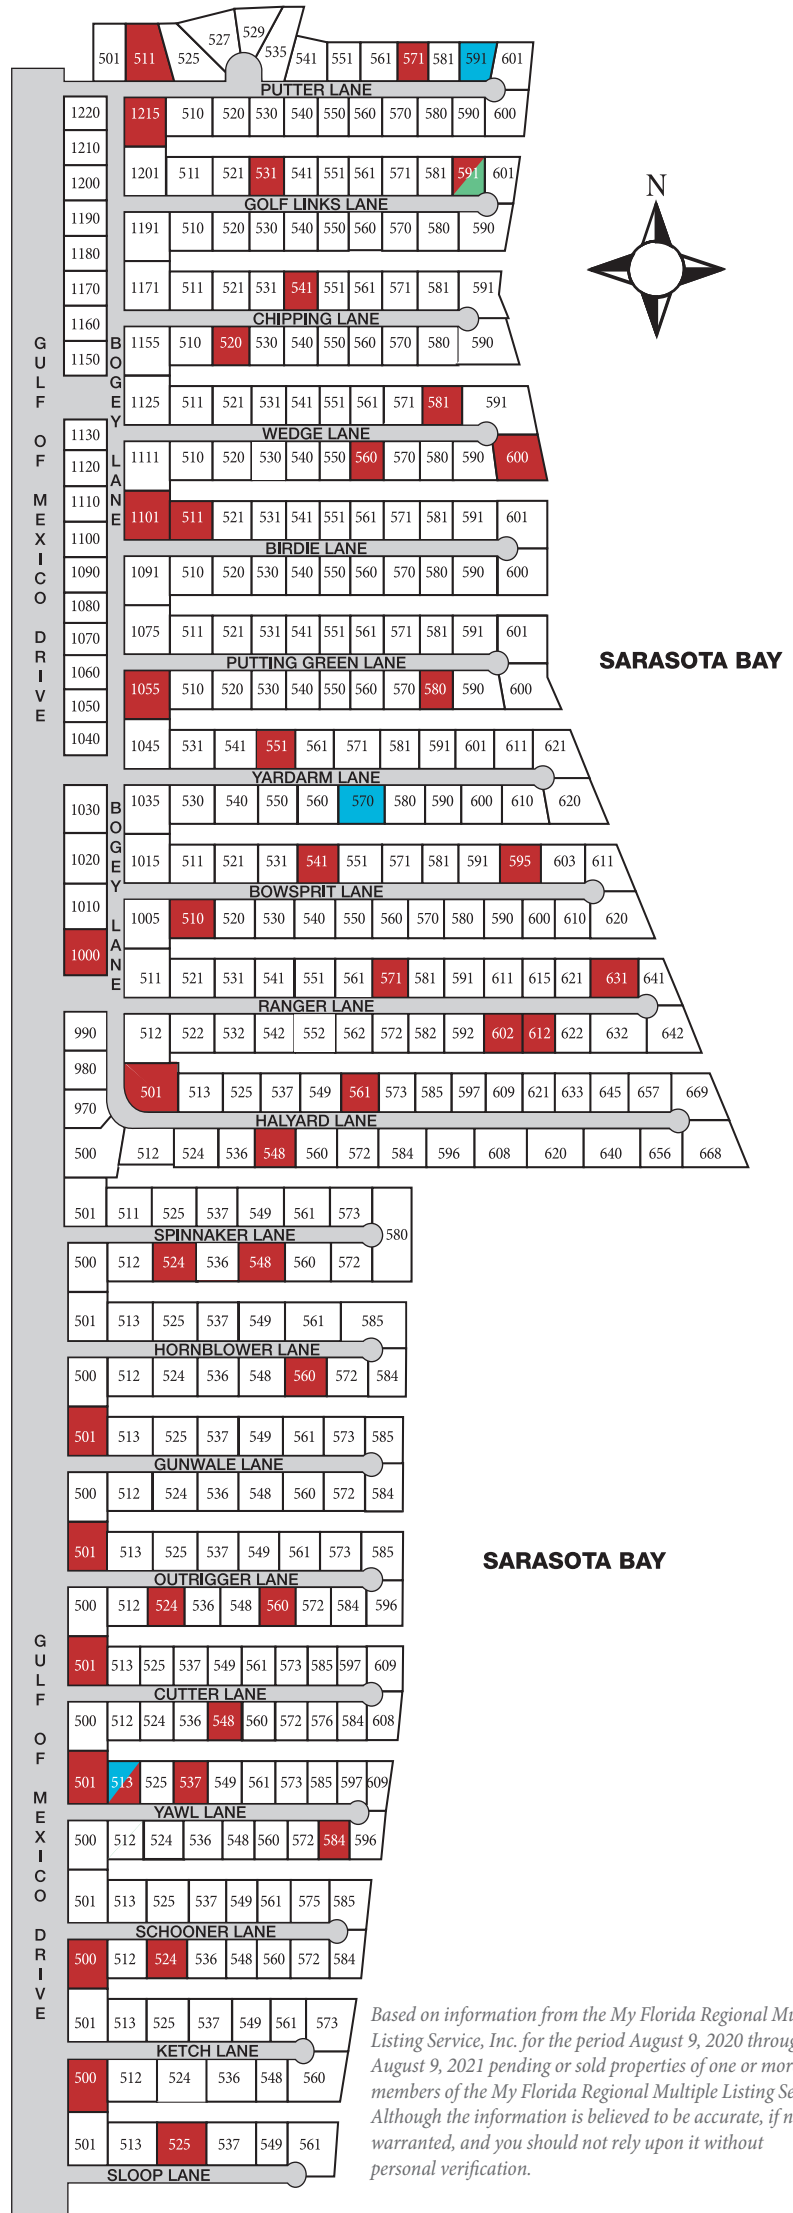 501 511 525 527 529 535 541 551 561 571 581 591 601
PUTTER LANE
1220 1215 510 520 530 540 550 560 570 580 590 600
1210
1200 1201 511 521 531 541 551 561 571 581 591 601
GOLF LINKS LANE
1190 1191 510 520 530 540 550 560 570 580 590
1180
1170 1171 511 521 531 541 551 561 571 581 591
CHIPPING LANE
1160
1150 1155 510 520 530 540 550 560 570 580 590
1125 511 521 531 541 551 561 571 581 591
WEDGE LANE
1130
1120 1111 510 520 530 540 550 560 570 580 590 600
1110
1100 1101 511 521 531 541 551 561 571 581 591 601
BIRDIE LANE
1090 1091 510 520 530 540 550 560 570 580 590 600
1080
1070 1075 511 521 531 541 551 561 571 581 591 601
PUTTING GREEN LANE
1060
1050 1055 510 520 530 540 550 560 570 580 590 600
1040 1045 531 541 551 561 571 581 591 601 611 621
YARDARM LANE
1030 1035 530 540 550 560 570 580 590 600 610 620
1020 1015 511 521 531 541 551 571 581 591 595 603 611
BOWSPRIT LANE
1010 1005 510 520 530 540 550 560 570 580 590 600 610 620
1000
511 521 531 541 551 561 571 581 591 611 615 621 631 641
RANGER LANE
990 512 522 532 542 552 562 572 582 592 602 612 622 632 642
980
970 501 513 525 537 549 561 573 585 597 609 621 633 645 657 669
HALYARD LANE
500 512 524 536 548 560 572 584 596 608 620 640 656 668
501 511 525 537 549 561 573 580
SPINNAKER LANE
500 512 524 536 548 560 572
501 513 525 537 549 561 585
HORNBLOWER LANE
500 512 524 536 548 560 572 584
501 513 525 537 549 561 573 585
GUNWALE LANE
500 512 524 536 548 560 572 584
501 513 525 537 549 561 573 585
OUTRIGGER LANE
500 512 524 536 548 560 572 584 596
501 513 525 537 549 561 573 585 597 609
CUTTER LANE
500 512 524 536 548 560 572 576 584 608
501 513 525 537 549 561 573 585 597 609
YAWL LANE
500 512 524 536 548 560 572 584 596
501 513 525 537 549 561 575 585
SCHOONER LANE
500 512 524 536 548 560 572 584
501 513 525 537 549 561 573
KETCH LANE
500 512 524 536 548 560
501 513 525 537 549 561
SLOOP LANE
GULF OF MEXICO DRIVE
BOGEY LANE
BOGEY LANE
GULF OF MEXICO DRIVE
N
SARASOTA BAY
SARASOTA BAY
Based on information from the My Florida Regional Mu
Listing Service, Inc. for the period August 9, 2020 throug
August 9, 2021 pending or sold properties of one or mor
members of the My Florida Regional Multiple Listing Se
Although the information is believed to be accurate, if n
warranted, and you should not rely upon it without
personal verification.